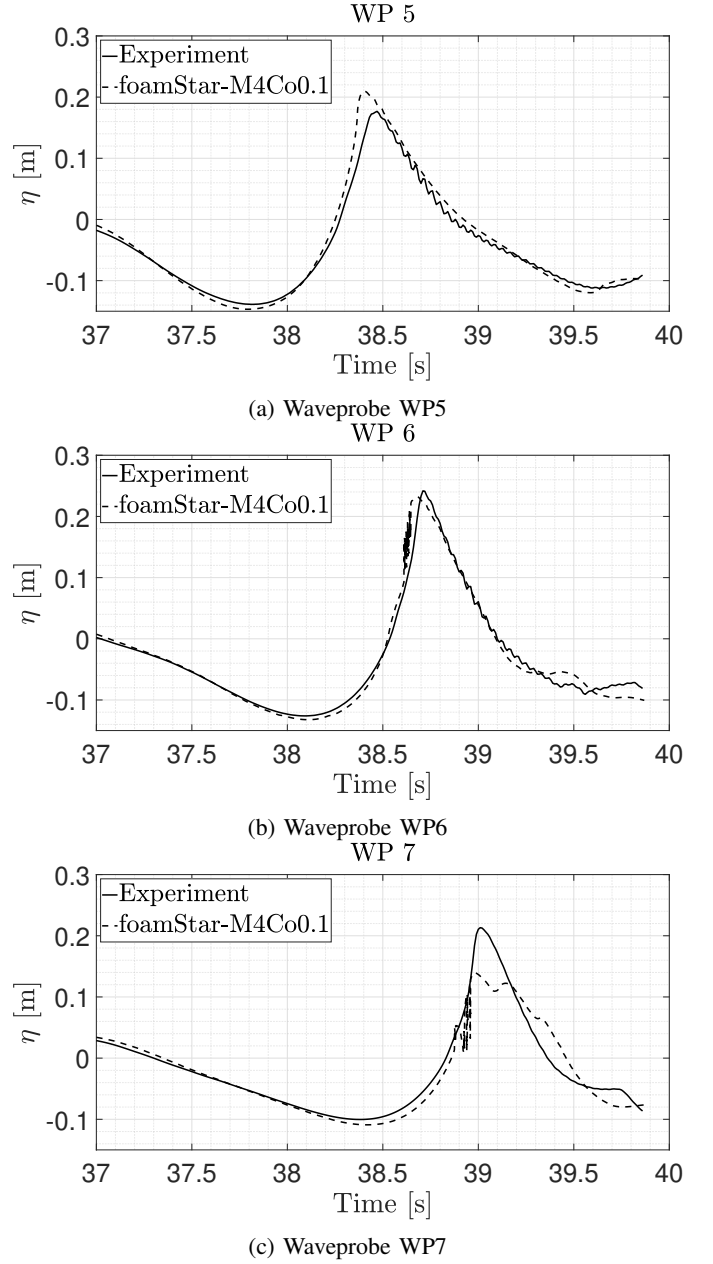 WP 5
0.3
Experiment
foamStar-M4Co0.1
0.2
0.1
0
-0.1
η [m]
37 37.5 38 38.5 39 39.5 40
Time [s]
(a) Waveprobe WP5
WP 6
0.3
Experiment
foamStar-M4Co0.1
0.2
0.1
0
-0.1
η [m]
37 37.5 38 38.5 39 39.5 40
Time [s]
(b) Waveprobe WP6
WP 7
0.3
Experiment
foamStar-M4Co0.1
0.2
0.1
0
-0.1
η [m]
37 37.5 38 38.5 39 39.5 40
Time [s]
(c) Waveprobe WP7